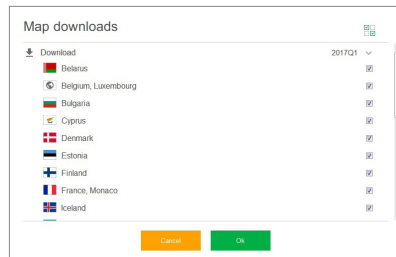 Map downloads
Download 2017Q1
Belarus
Belgium, Luxembourg
Bulgaria
Cyprus
Denmark
Estonia
Finland
France, Monaco
Iceland
Cancel Ok